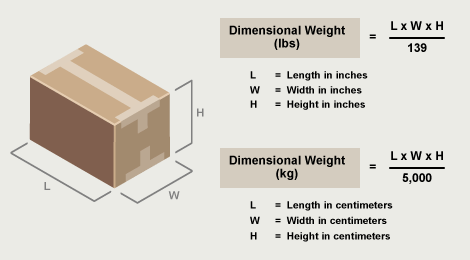 Dimensional Weight
(lbs)
=
L x W x H
139
L = Length in inches
W = Width in inches
H = Height in inches
H
L
W
Dimensional Weight
(kg)
=
L x W x H
5,000
L = Length in centimeters
W = Width in centimeters
H = Height in centimeters